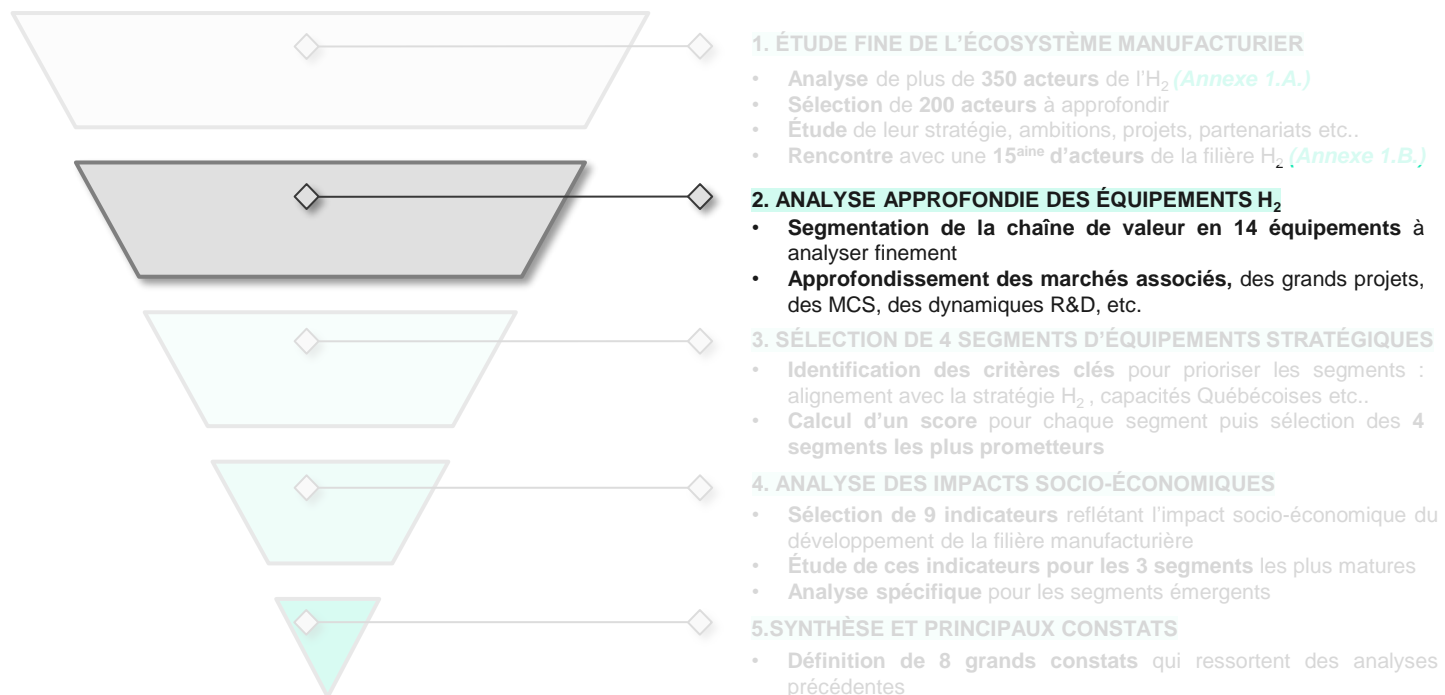 1. ÉTUDE FINE DE L’ÉCOSYSTÈME MANUFACTURIER
• Analyse de plus de 350 acteurs de l’H2 (Annexe 1.A.)
• Sélection de 200 acteurs à approfondir
• Étude de leur stratégie, ambitions, projets, partenariats etc..
• Rencontre avec une 15aine d’acteurs de la filière H2 (Annexe 1.B.)
2. ANALYSE APPROFONDIE DES ÉQUIPEMENTS H2
• Segmentation de la chaîne de valeur en 14 équipements à
analyser finement
• Approfondissement des marchés associés, des grands projets,
des MCS, des dynamiques R&D, etc.
3. SÉLECTION DE 4 SEGMENTS D’ÉQUIPEMENTS STRATÉGIQUES
• Identification des critères clés pour prioriser les segments :
alignement avec la stratégie H2 , capacités Québécoises etc..
• Calcul d’un score pour chaque segment puis sélection des 4
segments les plus prometteurs
4. ANALYSE DES IMPACTS SOCIO-ÉCONOMIQUES
• Sélection de 9 indicateurs reflétant l’impact socio-économique du
développement de la filière manufacturière
• Étude de ces indicateurs pour les 3 segments les plus matures
• Analyse spécifique pour les segments émergents
5.SYNTHÈSE ET PRINCIPAUX CONSTATS
• Définition de 8 grands constats qui ressortent des analyses
précédentes